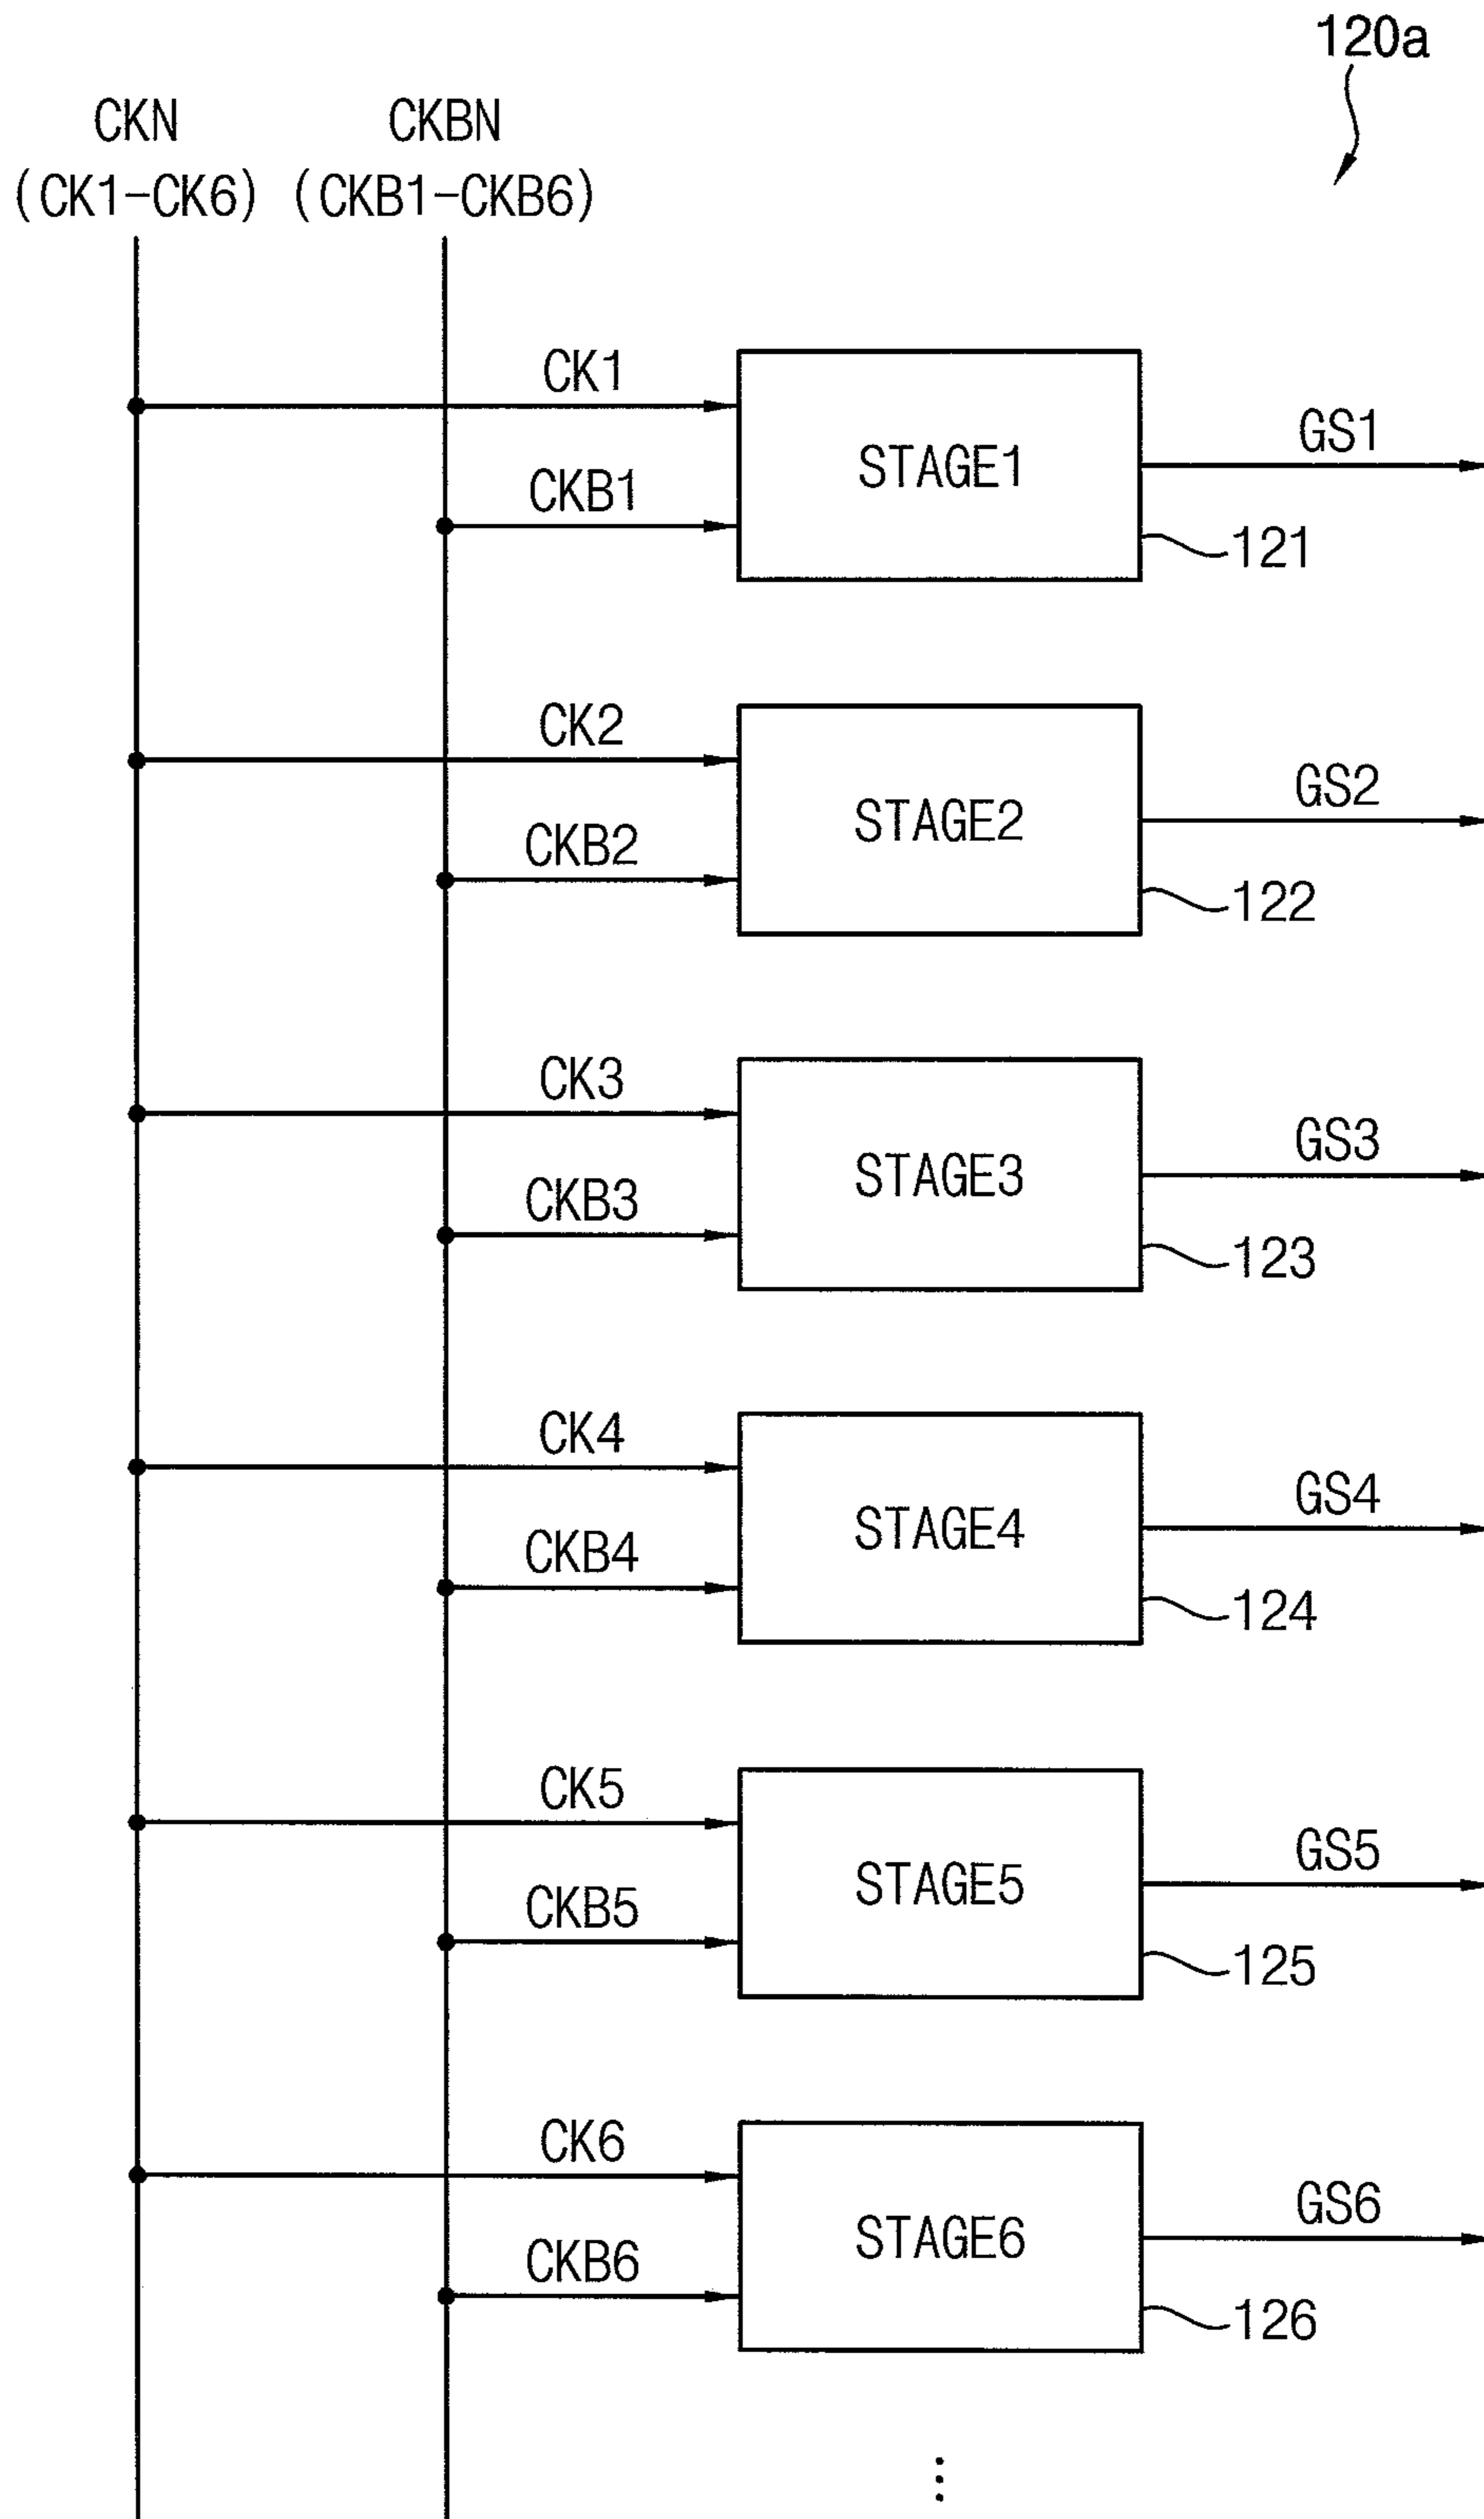 120a
CKN
(CK1-CK6)
CKBN
(CKB1-CKB6)
CK1
CKB1
STAGE1
GS1
121
CK2
CKB2
STAGE2
GS2
122
CK3
CKB3
STAGE3
GS3
123
CK4
CKB4
STAGE4
GS4
124
CK5
CKB5
STAGE5
GS5
125
CK6
CKB6
STAGE6
GS6
126